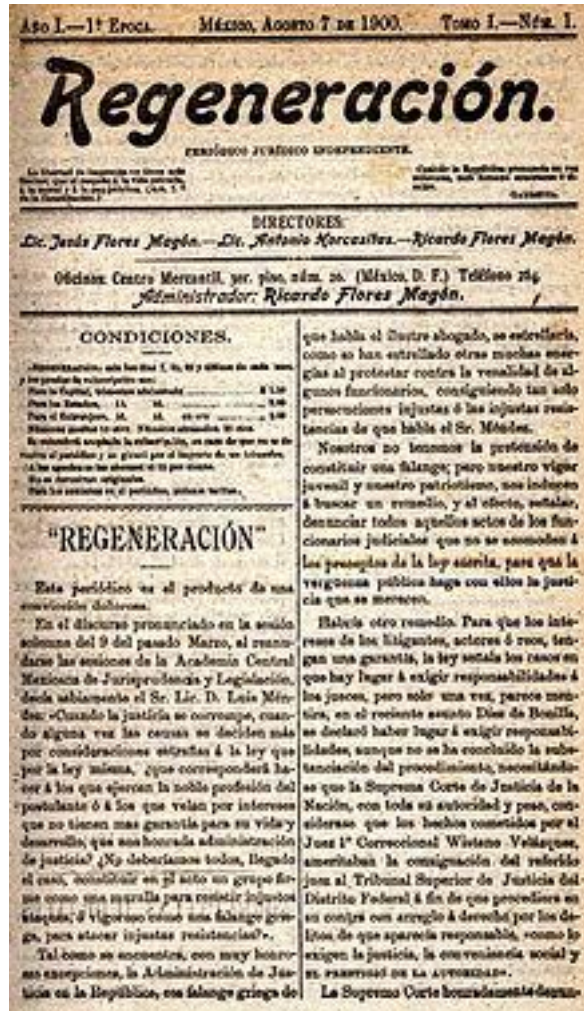 Año I.—1ª Epoca. México, Agosto 7 de 1900. Tomo I.—Núm. 1.
Regeneración.
PERIÓDICO JURÍDICO INDEPENDIENTE.
DIRECTORES:
Lic. Jesús Flores Magón.—Lic. Antonio Horcasitas.—Ricardo Flores Magón.
Oficinas: Centro Mercantil, 3er. piso, núm. 20. (México, D. F.) Teléfono 264.
Administrador: Ricardo Flores Magón.
CONDICIONES.
"REGENERACIÓN"
Este periódico es el producto de una
convicción dolorosa.
En el discurso pronunciado en la sesión
solemne del 9 del pasado Marzo, al reanu-
darse las sesiones de la Academia Central
Mexicana de Jurisprudencia y Legislación,
decía sabiamente el Sr. Lic. D. Luis Mén-
dez: «Cuando la justicia se corrompe, cuan-
do alguna vez las causas se deciden más
por consideraciones estrañas á la ley que
por la ley misma, ¿que corresponderá ha-
cer á los que ejercen la noble profesión del
postulante ó á los que velan por intereses
que no tienen mas garantía para su vida y
desarrollo, que una honrada administración
de justicia? ¿No deberíamos todos, llegado
el caso, constituir en el acto un grupo fir-
me como una muralla para resistir injustos
ataques, ó vigoroso como una falange grie-
ga, para atacar injustas resistencias?».
Tal como se encuentra, con muy honro-
sas excepciones, la Administración de Jus-
ticia en la República, esa falange griega de
que habla el ilustre abogado, se estrellaría,
como se han estrellado otras muchas ener-
gías al protestar contra la venalidad de al-
gunos funcionarios, consiguiendo tan solo
persecuciones injustas ó las injustas resis-
tencias de que habla el Sr. Méndez.
Nosotros no tenemos la pretensión de
constituir una falange; pero nuestro vigor
juvenil y nuestro patriotismo, nos inducen
á buscar un remedio, y al efecto, señalar,
denunciar todos aquellos actos de los fun-
cionarios judiciales que no se acomoden á
los preceptos de la ley escrita, para que la
vergüenza pública haga con ellos la justi-
cia que se merecen.
Habría otro remedio. Para que los inte-
reses de los litigantes, actores ó reos, ten-
gan una garantía, la ley señala los casos en
que hay lugar á exigir responsabilidades á
los jueces, pero solo una vez, parece men-
tira, en el reciente asunto Díaz de Bonilla,
se declaró haber lugar á exigir responsabi-
lidades, aunque no se ha concluido la subs-
tanciación del procedimiento, necesitándo-
se que la Suprema Corte de Justicia de la
Nación, con toda su autoridad y peso, con-
siderase que los hechos cometidos por el
Juez 1º Correccional Wistano Velázquez,
ameritaban la consignación del referido
juez al Tribunal Superior de Justicia del
Distrito Federal á fin de que procediera en
su contra con arreglo á derecho por los de-
litos de que aparecía responsable, «como lo
exigen la justicia, la conveniencia social y
EL PRESTIGIO DE LA AUTORIDAD».
La Suprema Corte honradamente denun-